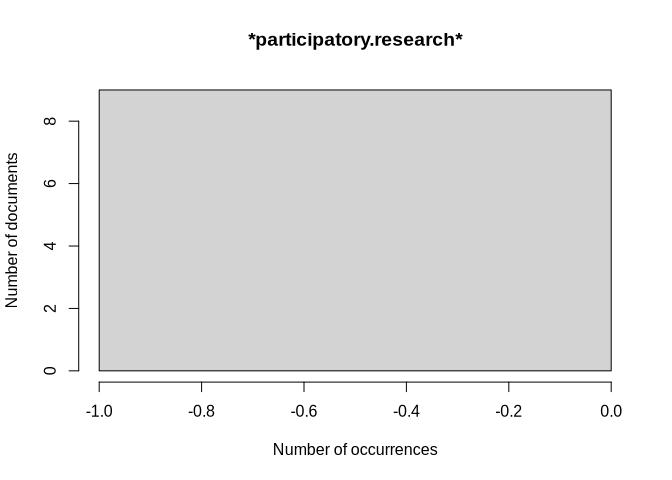 *participatory.research*
Number of documents
8
6
4
2
0
-1.0 -0.8 -0.6 -0.4 -0.2 0.0
Number of occurrences